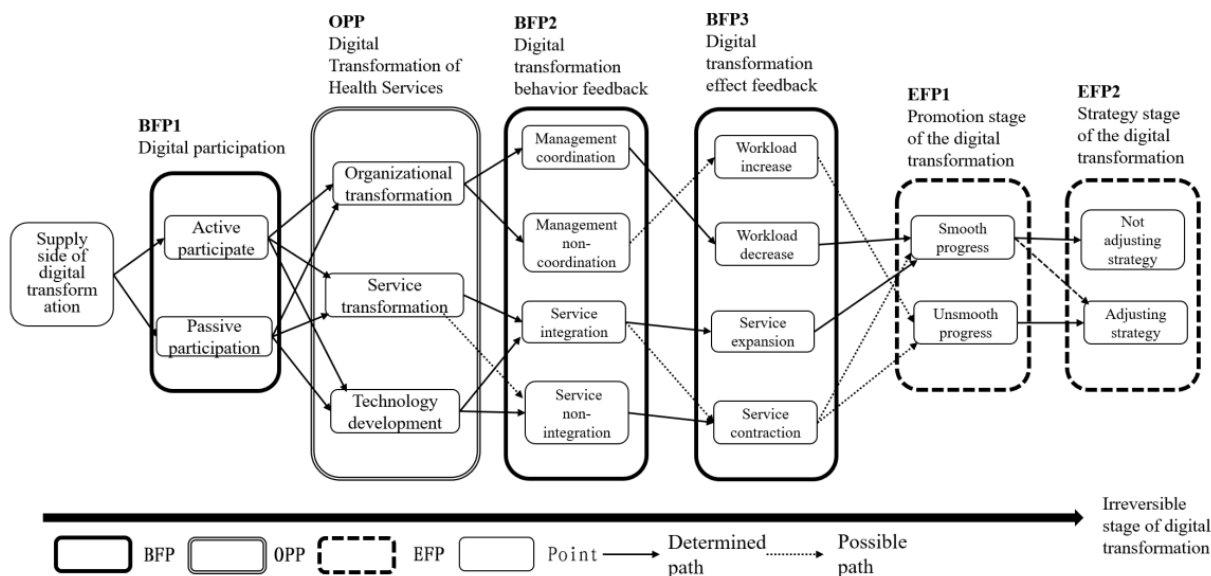 OPP
Digital
Transformation of
Health Services
BFP2
Digital
transformation
behavior feedback
BFP3
Digital
transformation
effect feedback
BFP1
Digital participation
EFP1
Promotion stage
of the digital
transformation
EFP2
Strategy stage
of the digital
transformation
Supply
side of
digital
transform
ation
Active
participate
Passive
participation
Organizational
transformation
Service
transformation
Technology
development
Management
coordination
Management
non-
coordination
Service
integration
Service
non-
integration
Workload
increase
Workload
decrease
Service
expansion
Service
contraction
Smooth
progress
Unsmooth
progress
Not
adjusting
strategy
Adjusting
strategy
Irreversible
stage of digital
transformation
BFP
OPP
EFP
Point
Determined
path
Possible
path